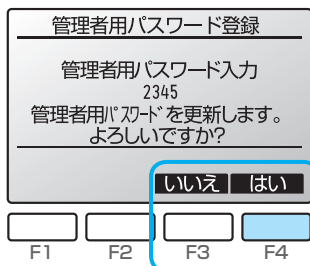 管理者用パスワード登録
管理者用パスワード入力
2345
管理者用ﾊﾟｽﾜｰﾄﾞを更新します。
よろしいですか?
いいえ はい
F1 F2 F3 F4